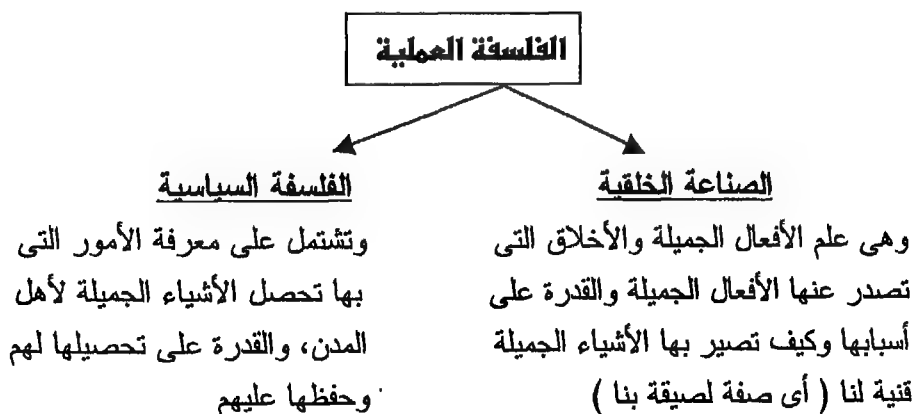 الفلسفة العملية
الصناعة الخلقية
وهى علم الأفعال الجميلة والأخلاق التى
تصدر عنها الأفعال الجميلة والقدرة على
أسبابها وكيف تصير بها الأشياء الجميلة
قنية لنا ( أى صفة لصيقة بنا )
الفلسفة السياسية
وتشتمل على معرفة الأمور التى
بها تحصل الأشياء الجميلة لأهل
المدن، والقدرة على تحصيلها لهم
وحفظها عليهم